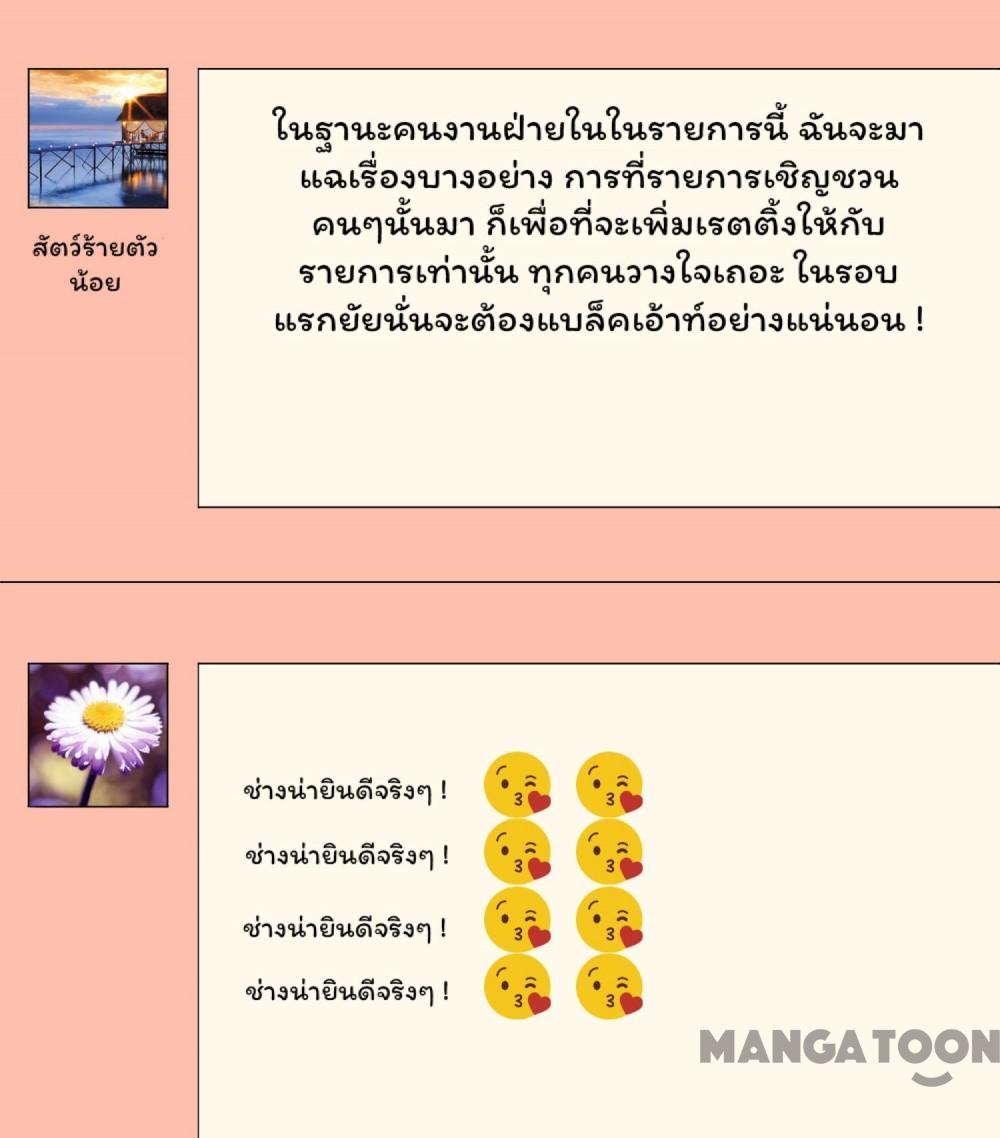 ในฐานะคนงานฝ่ายในในรายการนี้ ฉันจะมา
แฉเรื่องบางอย่าง การที่รายการเชิญชวน
คนๆนั้นมา ก็เพื่อที่จะเพิ่มเรตติ้งให้กับ
รายการเท่านั้น ทุกคนวางใจเถอะ ในรอบ
แรกยัยนั่นจะต้องแบล็คเอ้าท์อย่างแน่นอน !
สัตว์ร้ายตัว
น้อย
ช่างน่ายินดีจริงๆ !
ช่างน่ายินดีจริงๆ !
ช่างน่ายินดีจริงๆ !
ช่างน่ายินดีจริงๆ !
MANGATOON